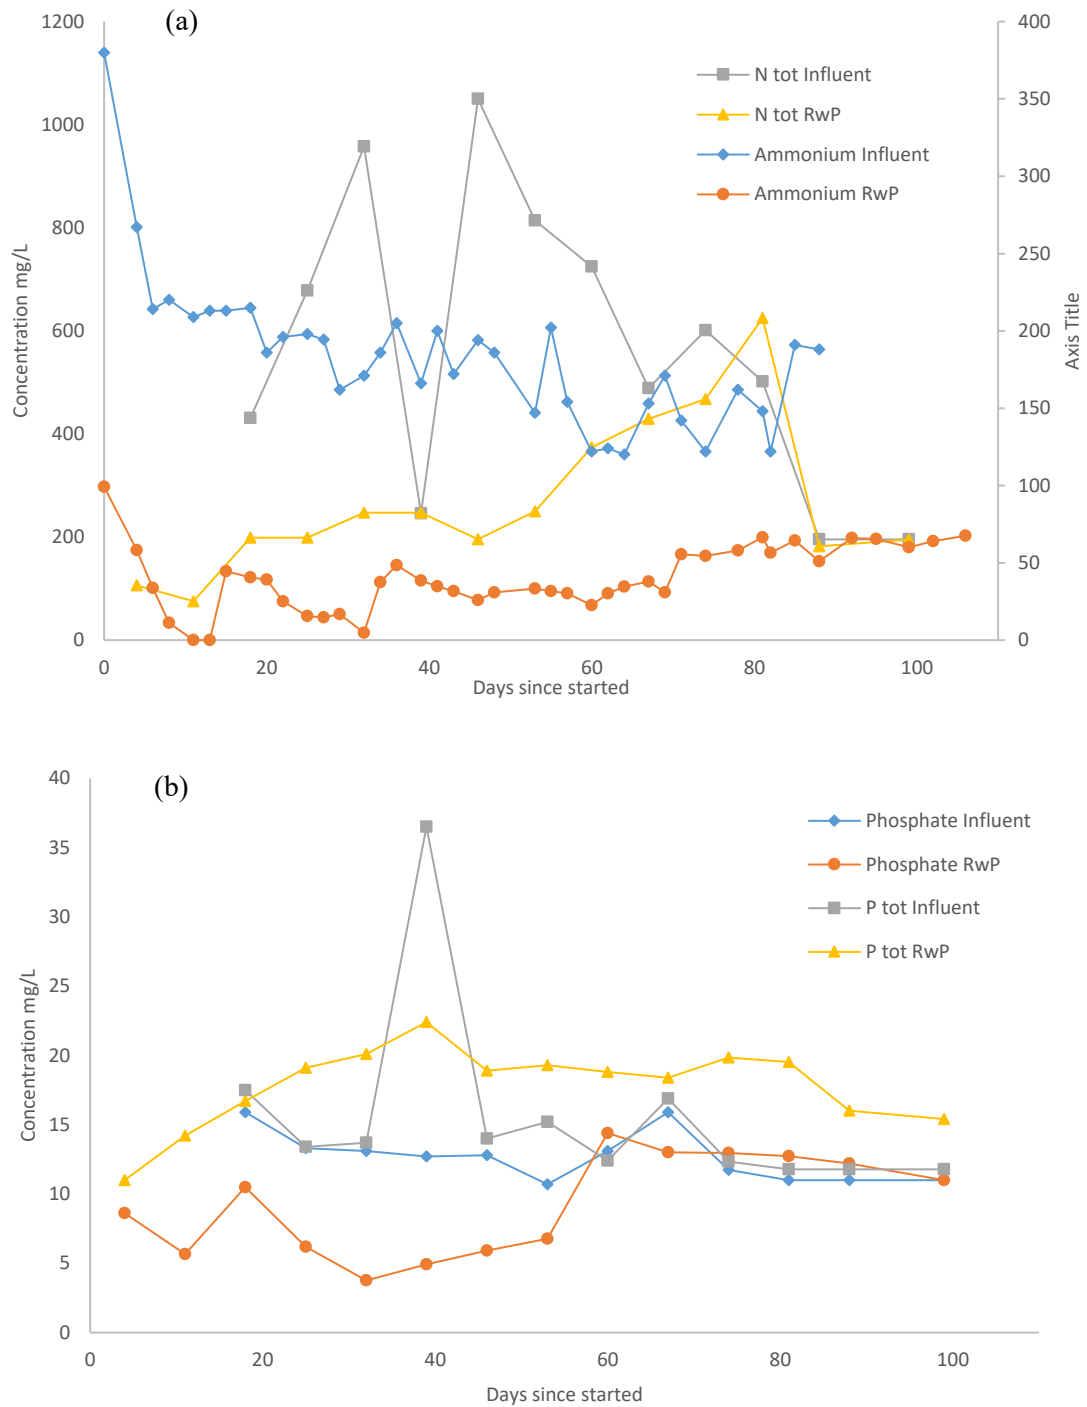 (a)
1200
1000
800
600
400
200
0
Concentration mg/L
400
350
300
250
200
150
100
50
0
Axis Title
N tot Influent
N tot RwP
Ammonium Influent
Ammonium RwP
0 20 40 60 80 100
Days since started
(b)
40
35
30
25
20
15
10
5
0
Concentration mg/L
Phosphate Influent
Phosphate RwP
P tot Influent
P tot RwP
0 20 40 60 80 100
Days since started